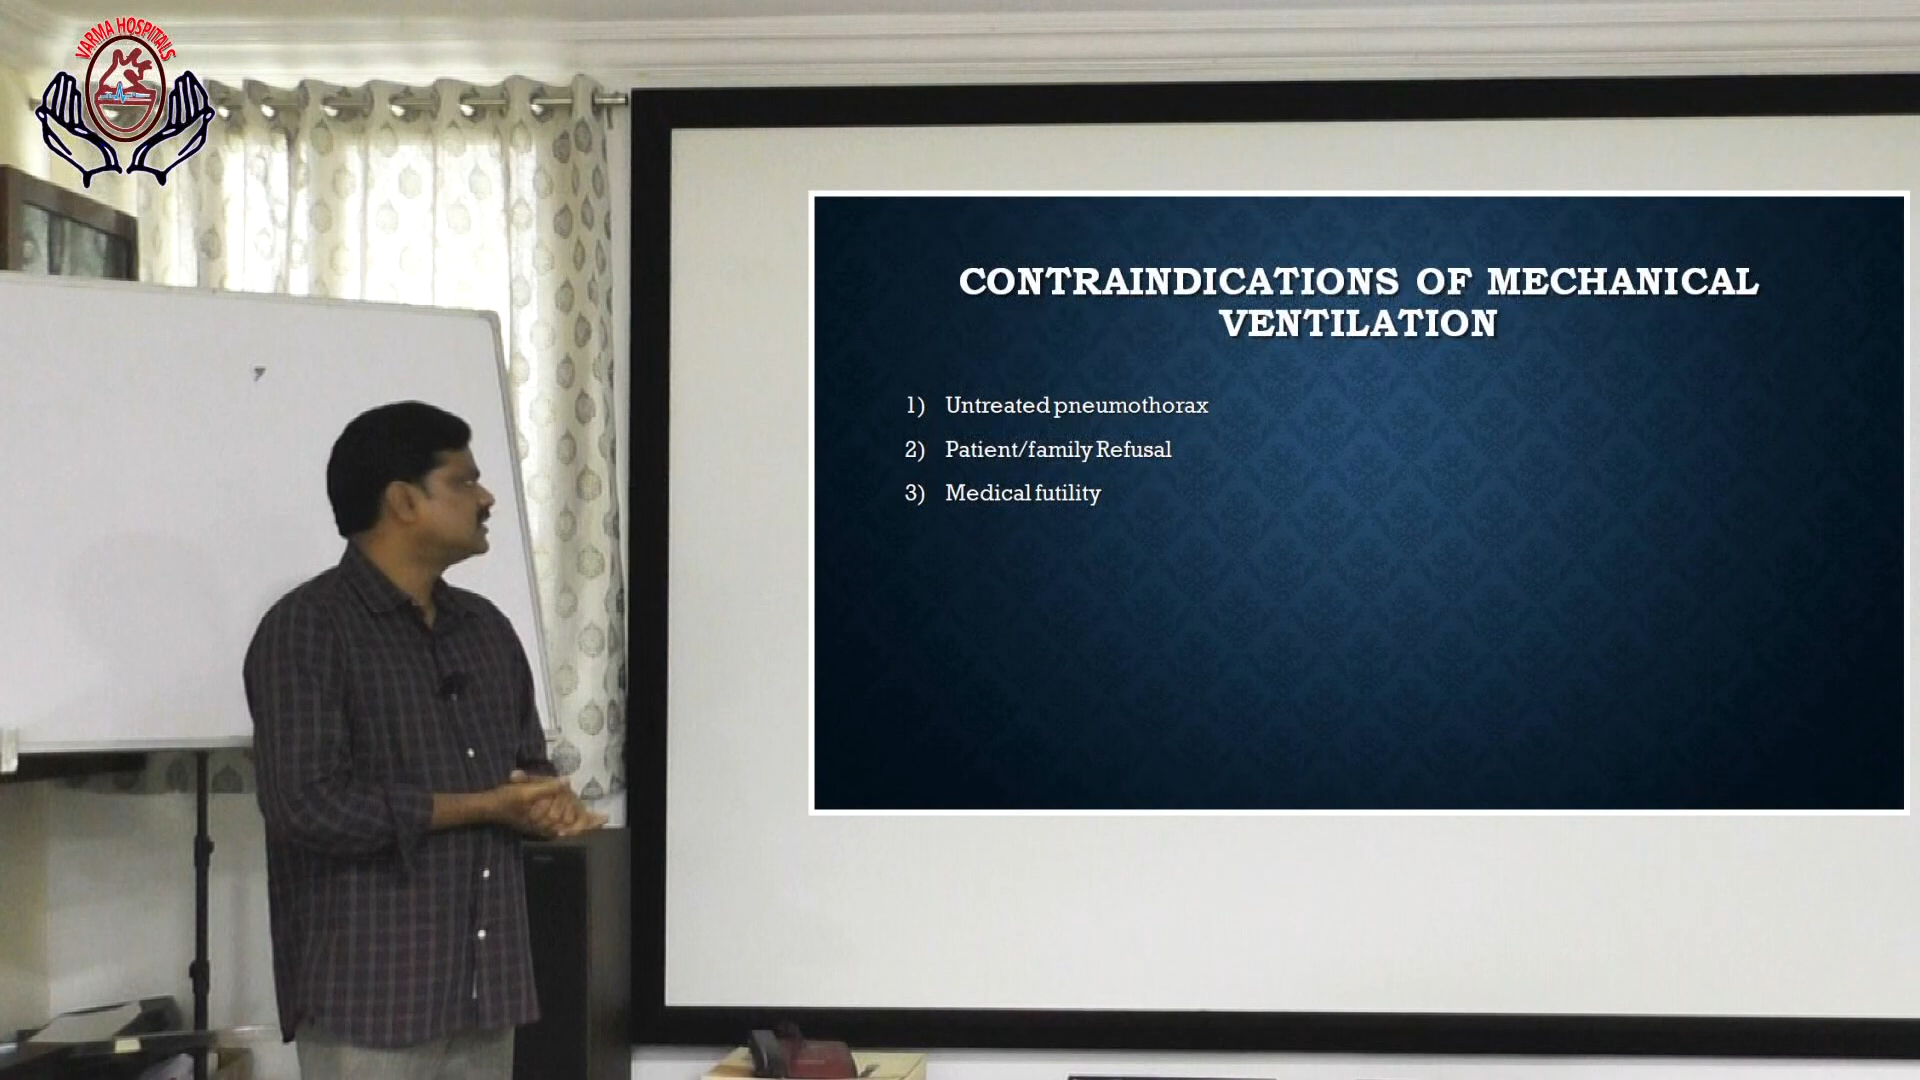 VARMA HOSPITALS
CONTRAINDICATIONS OF MECHANICAL
VENTILATION
1) Untreated pneumothorax
2) Patient/family Refusal
3) Medical futility